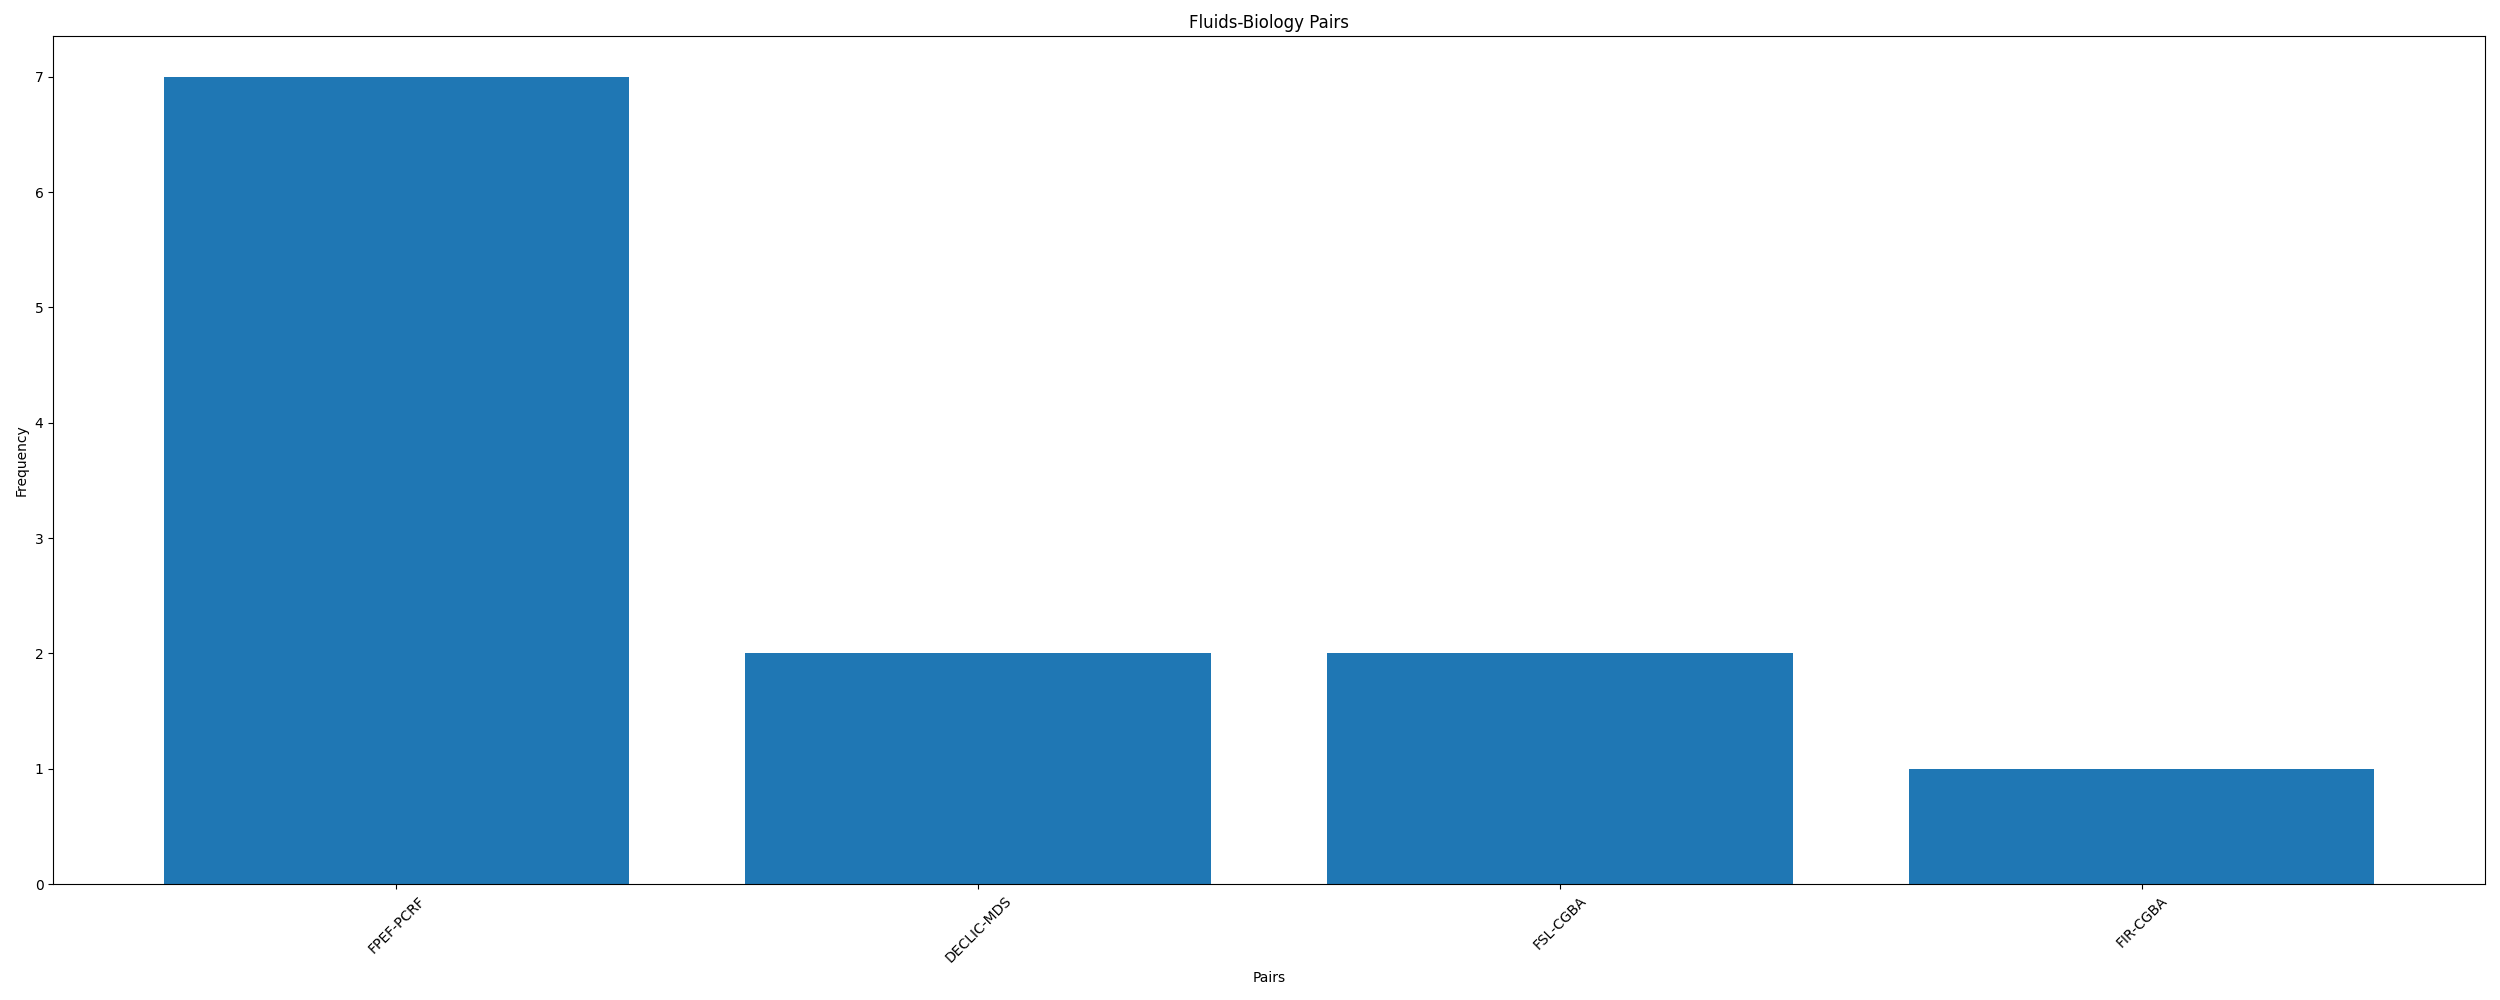 Fluids-Biology Pairs
Frequency
7
6
5
4
3
2
1
0
FPEF-PCRF
DECLIC-MDS
FSL-CGBA
FIR-CGBA
Pairs